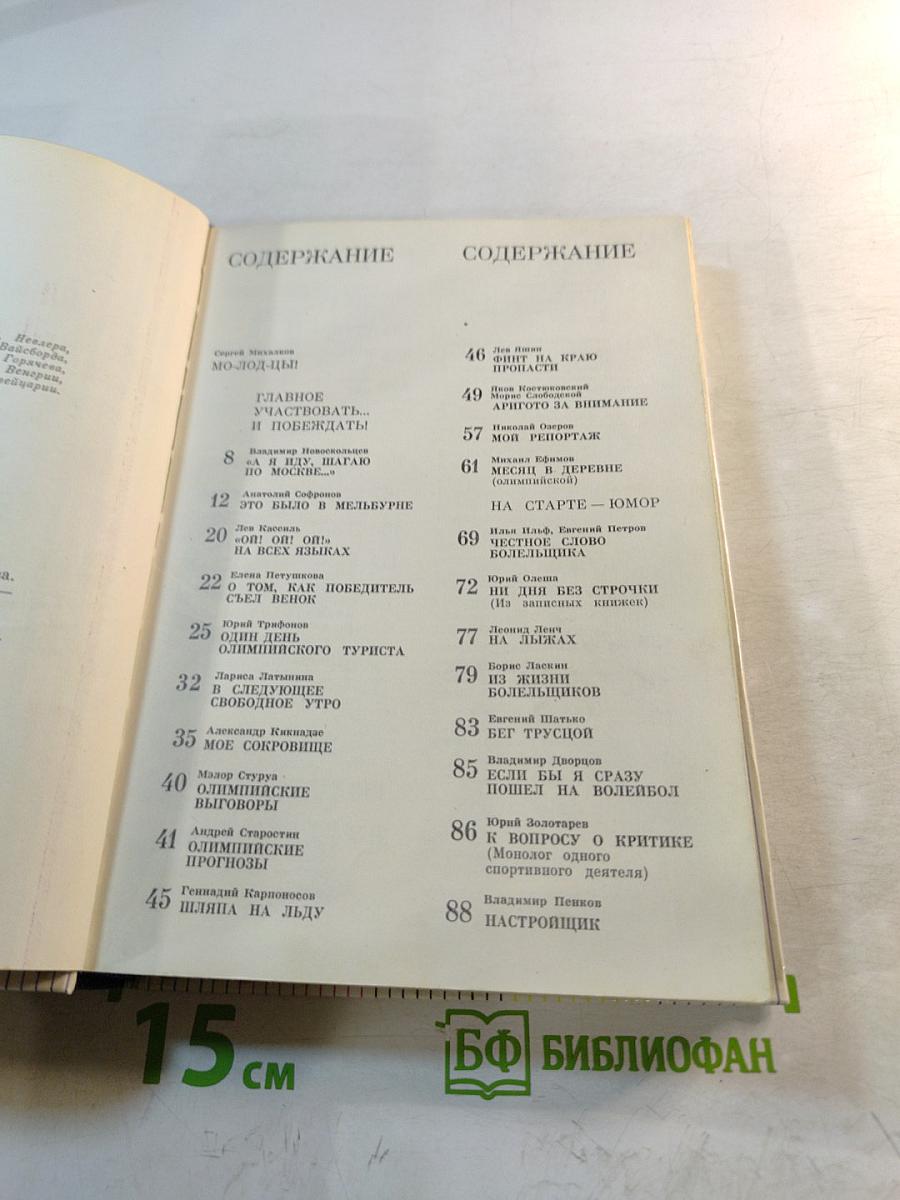 Невлера,
Вайсборда,
Горячева,
Венгрии,
СОДЕРЖАНИЕ
Сергей Михалков
МО-ЛОД-ЦЫ!
ГЛАВНОЕ
УЧАСТВОВАТЬ...
И ПОБЕЖДАТЬ!
8 Владимир Новоскольцев
«А Я ИДУ, ШАГАЮ
ПО МОСКВЕ...»
12 Анатолий Софронов
ЭТО БЫЛО В МЕЛЬБУРНЕ
20 Лев Кассиль
«ОЙ! ОЙ! ОЙ!»
НА ВСЕХ ЯЗЫКАХ
22 Елена Петушкова
О ТОМ, КАК ПОБЕДИТЕЛЬ
СЪЕЛ ВЕНОК
25 Юрий Трифонов
ОДИН ДЕНЬ
ОЛИМПИЙСКОГО ТУРИСТА
32 Лариса Латынина
В СЛЕДУЮЩЕЕ
СВОБОДНОЕ УТРО
35 Александр Кикнадзе
МОЕ СОКРОВИЩЕ
40 Мэлор Стуруа
ОЛИМПИЙСКИЕ
ВЫГОВОРЫ
41 Андрей Старостин
ОЛИМПИЙСКИЕ
ПРОГНОЗЫ
45 Геннадий Карпоносов
ШЛЯПА НА ЛЬДУ
СОДЕРЖАНИЕ
46 Лев Яшин
ФИНТ НА КРАЮ
ПРОПАСТИ
49 Яков Костюковский
Морис Слободской
АРИГОТО ЗА ВНИМАНИЕ
57 Николай Озеров
МОЙ РЕПОРТАЖ
61 Михаил Ефимов
МЕСЯЦ В ДЕРЕВНЕ
(олимпийской)
НА СТАРТЕ — ЮМОР
69 Илья Ильф, Евгений Петров
ЧЕСТНОЕ СЛОВО
БОЛЕЛЬЩИКА
72 Юрий Олеша
НИ ДНЯ БЕЗ СТРОЧКИ
(Из записных книжек)
77 Леонид Ленч
НА ЛЫЖАХ
79 Борис Ласкин
ИЗ ЖИЗНИ
БОЛЕЛЬЩИКОВ
83 Евгений Шатько
БЕГ ТРУСЦОЙ
85 Владимир Дворцов
ЕСЛИ БЫ Я СРАЗУ
ПОШЕЛ НА ВОЛЕЙБОЛ
86 Юрий Золотарев
К ВОПРОСУ О КРИТИКЕ
(Монолог одного
спортивного деятеля)
88 Владимир Пенков
НАСТРОЙЩИК
15 см
БФ БИБЛИОФАН